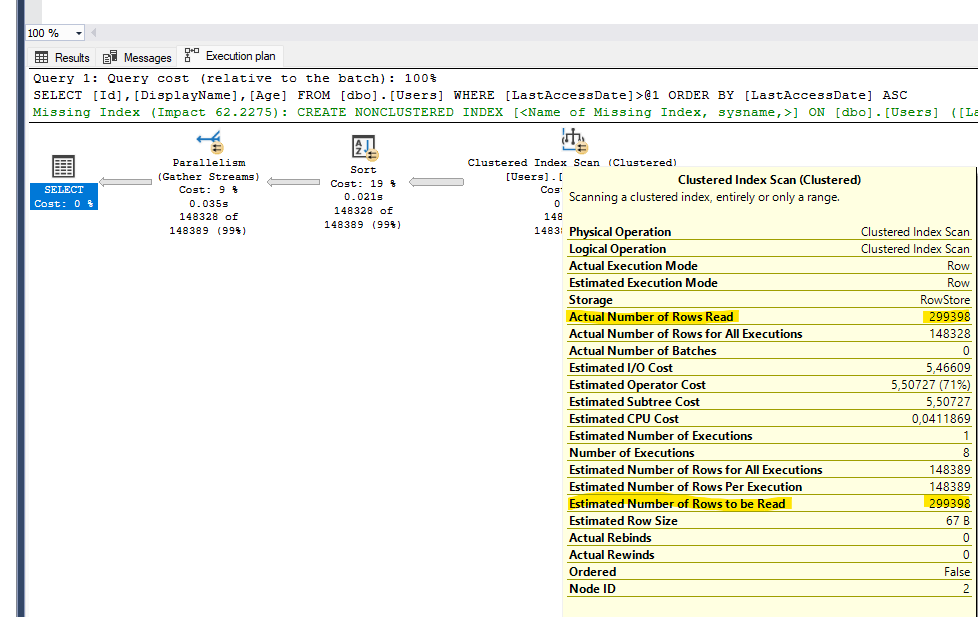 100 %
Results Messages Execution plan
Query 1: Query cost (relative to the batch): 100%
SELECT [Id],[DisplayName],[Age] FROM [dbo].[Users] WHERE [LastAccessDate]>@1 ORDER BY [LastAccessDate] ASC
Missing Index (Impact 62.2275): CREATE NONCLUSTERED INDEX [<Name of Missing Index, sysname,>] ON [dbo].[Users] ([La
SELECT
Cost: 0 %
Parallelism
(Gather Streams)
Cost: 9 %
0.035s
148328 of
148389 (99%)
Sort
Cost: 19 %
0.021s
148328 of
148389 (99%)
Clustered Index Scan (Clustered)
[Users].[
Cos
0
148
1483
Clustered Index Scan (Clustered)
Scanning a clustered index, entirely or only a range.
Physical Operation Clustered Index Scan
Logical Operation Clustered Index Scan
Actual Execution Mode Row
Estimated Execution Mode Row
Storage RowStore
Actual Number of Rows Read 299398
Actual Number of Rows for All Executions 148328
Actual Number of Batches 0
Estimated I/O Cost 5,46609
Estimated Operator Cost 5,50727 (71%)
Estimated Subtree Cost 5,50727
Estimated CPU Cost 0,0411869
Estimated Number of Executions 1
Number of Executions 8
Estimated Number of Rows for All Executions 148389
Estimated Number of Rows Per Execution 148389
Estimated Number of Rows to be Read 299398
Estimated Row Size 67 B
Actual Rebinds 0
Actual Rewinds 0
Ordered False
Node ID 2